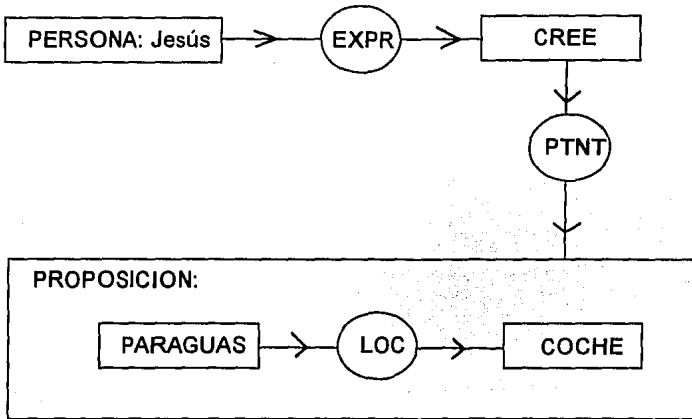 PERSONA: Jesús EXPR CREE
PTNT
PROPOSICION:
PARAGUAS LOC COCHE